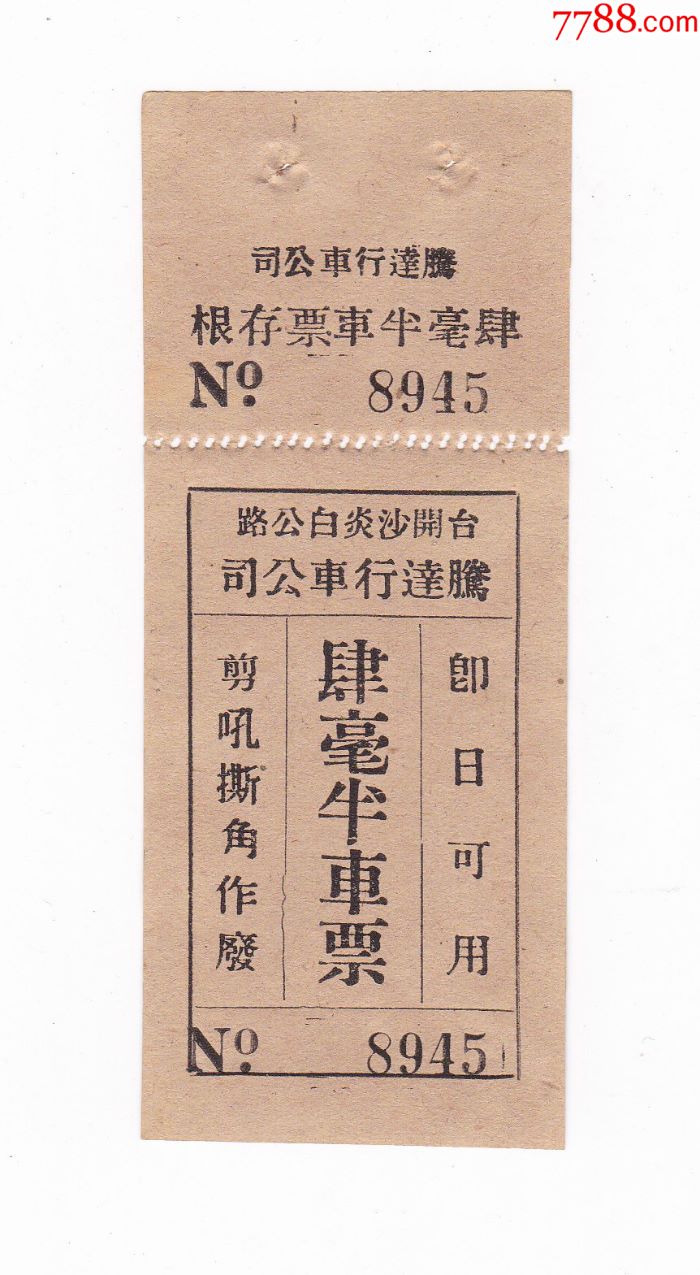 7788.com
騰達行車公司
肆毫半車票存根
No. 8945
台開沙炎白公路
騰達行車公司
即日可用
肆毫半車票
剪吼撕角作廢
No. 8945